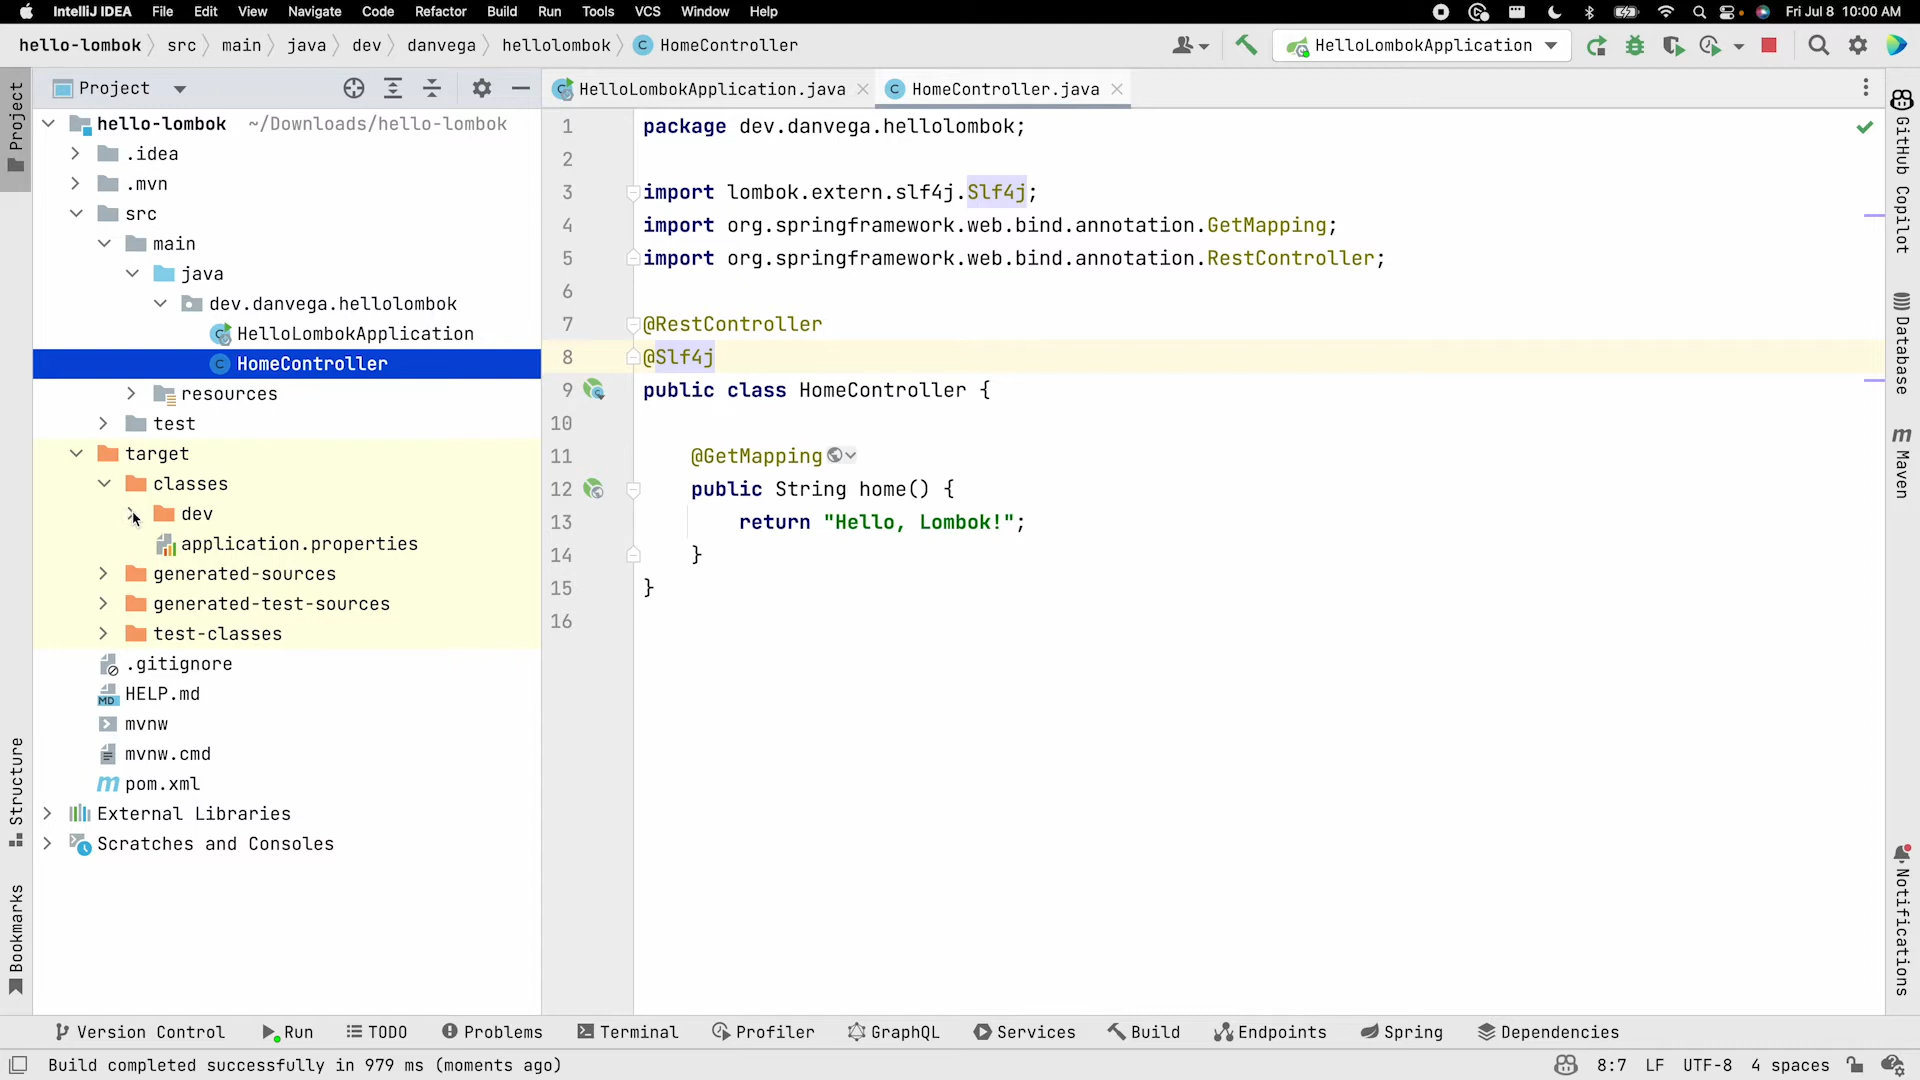 IntelliJ IDEA File Edit View Navigate Code Refactor Build Run Tools VCS Window Help Fri Jul 8 10:00 AM
hello-lombok src main java dev danvega hellolombok HomeController HelloLombokApplication
Project HelloLombokApplication.java HomeController.java
hello-lombok ~/Downloads/hello-lombok
.idea
.mvn
src
main
java
dev.danvega.hellolombok
HelloLombokApplication
HomeController
resources
test
target
classes
dev
application.properties
generated-sources
generated-test-sources
test-classes
.gitignore
HELP.md
mvnw
mvnw.cmd
pom.xml
External Libraries
Scratches and Consoles
1 package dev.danvega.hellolombok;
2
3 import lombok.extern.slf4j.Slf4j;
4 import org.springframework.web.bind.annotation.GetMapping;
5 import org.springframework.web.bind.annotation.RestController;
6
7 @RestController
8 @Slf4j
9 public class HomeController {
10
11 @GetMapping
12 public String home() {
13 return "Hello, Lombok!";
14 }
15 }
16
Project
Structure
Bookmarks
GitHub Copilot
Database
Maven
Notifications
Version Control Run TODO Problems Terminal Profiler GraphQL Services Build Endpoints Spring Dependencies
Build completed successfully in 979 ms (moments ago) 8:7 LF UTF-8 4 spaces